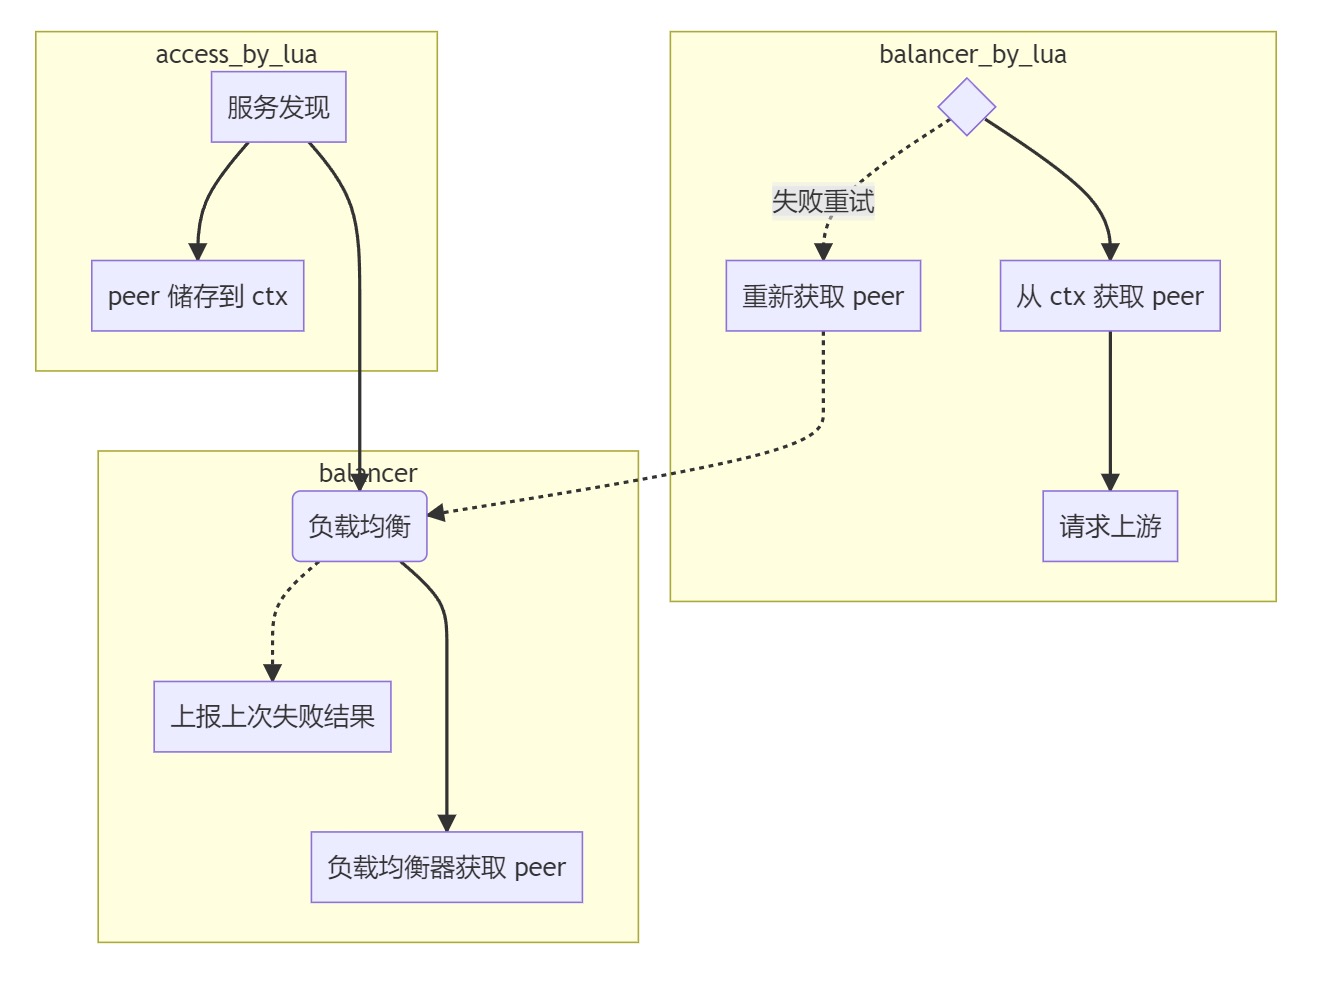 access_by_lua
服务发现
peer 储存到 ctx
balancer_by_lua
失败重试
重新获取 peer
从 ctx 获取 peer
请求上游
balancer
负载均衡
上报上次失败结果
负载均衡器获取 peer